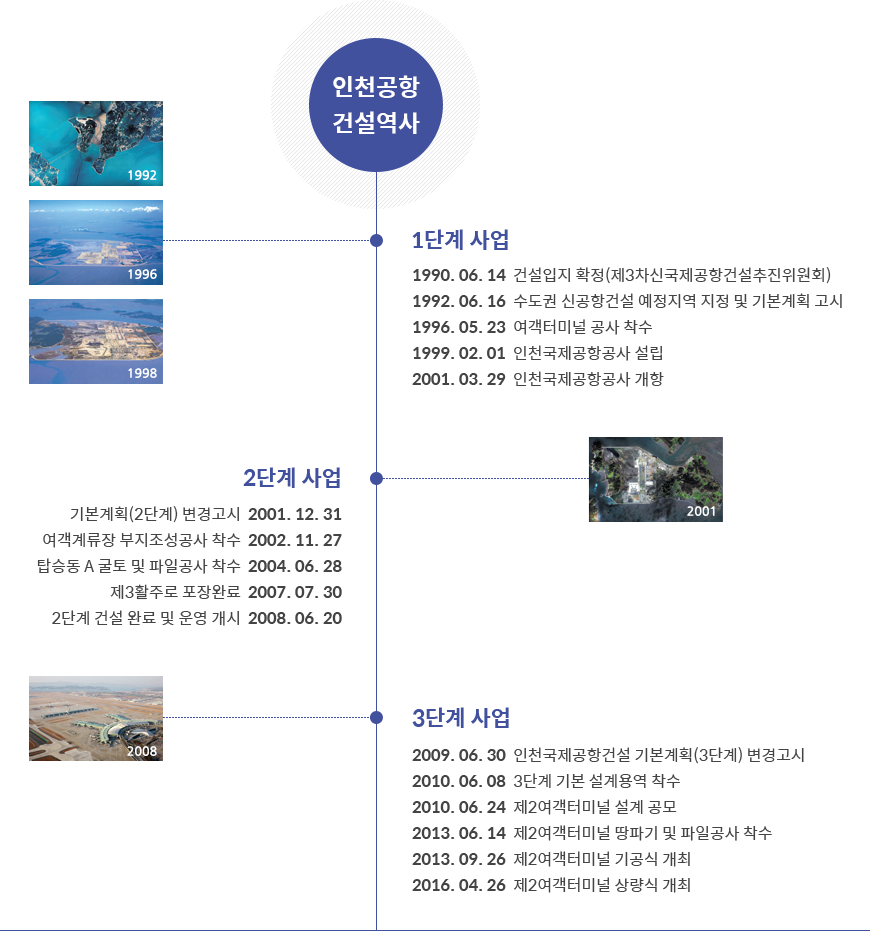 인천공항
건설역사
1992
1996
1998
1단계 사업
1990. 06. 14 건설입지 확정(제3차신국제공항건설추진위원회)
1992. 06. 16 수도권 신공항건설 예정지역 지정 및 기본계획 고시
1996. 05. 23 여객터미널 공사 착수
1999. 02. 01 인천국제공항공사 설립
2001. 03. 29 인천국제공항공사 개항
2단계 사업
기본계획(2단계) 변경고시 2001. 12. 31
여객계류장 부지조성공사 착수 2002. 11. 27
탑승동 A 굴토 및 파일공사 착수 2004. 06. 28
제3활주로 포장완료 2007. 07. 30
2단계 건설 완료 및 운영 개시 2008. 06. 20
2001
2008
3단계 사업
2009. 06. 30 인천국제공항건설 기본계획(3단계) 변경고시
2010. 06. 08 3단계 기본 설계용역 착수
2010. 06. 24 제2여객터미널 설계 공모
2013. 06. 14 제2여객터미널 땅파기 및 파일공사 착수
2013. 09. 26 제2여객터미널 기공식 개최
2016. 04. 26 제2여객터미널 상량식 개최